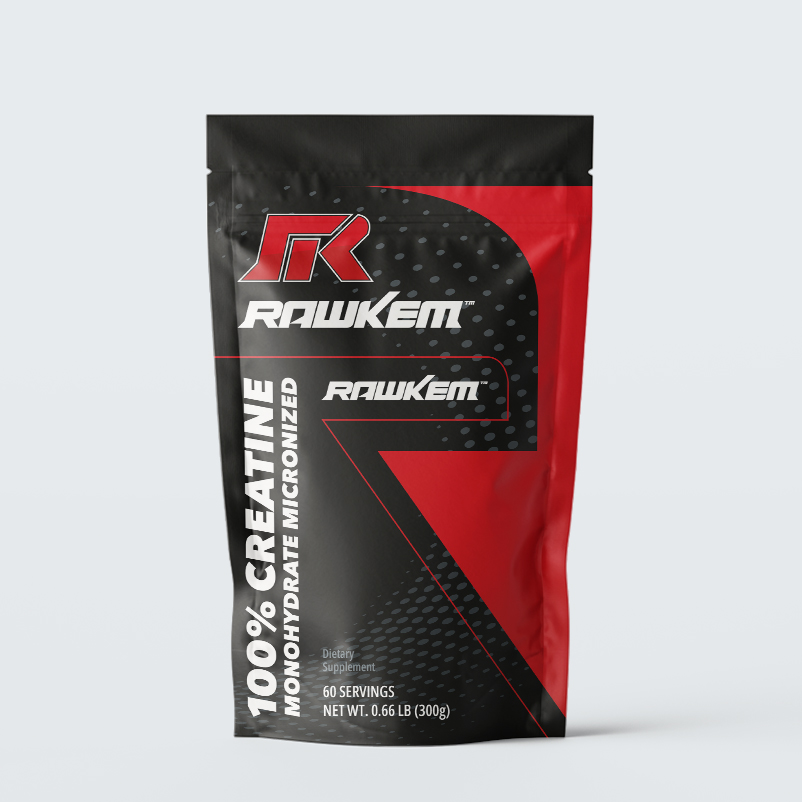 RAWKEM™
RAWKEM™
100% CREATINE
MONOHYDRATE MICRONIZED
Dietary
Supplement
60 SERVINGS
NET WT. 0.66 LB (300g)